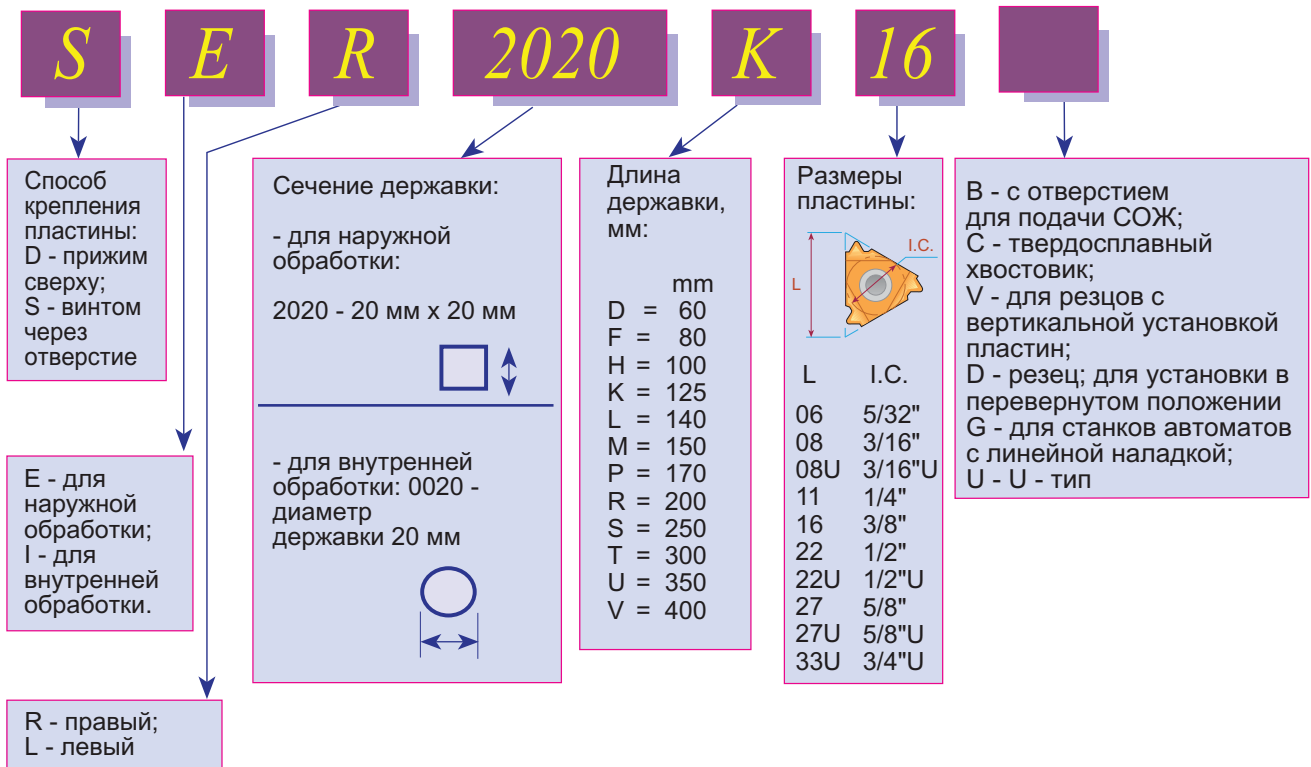 S E R 2020 K 16
Способ
крепления
пластины:
D - прижим
сверху;
S - винтом
через
отверстие
E - для
наружной
обработки;
I - для
внутренней
обработки.
R - правый;
L - левый
Сечение державки:
- для наружной
обработки:
2020 - 20 мм x 20 мм
- для внутренней
обработки: 0020 -
диаметр
державки 20 мм
Длина
державки,
мм:
mm
D = 60
F = 80
H = 100
K = 125
L = 140
M = 150
P = 170
R = 200
S = 250
T = 300
U = 350
V = 400
Размеры
пластины:
I.C.
L
L I.C.
06 5/32"
08 3/16"
08U 3/16"U
11 1/4"
16 3/8"
22 1/2"
22U 1/2"U
27 5/8"
27U 5/8"U
33U 3/4"U
B - с отверстием
для подачи СОЖ;
C - твердосплавный
хвостовик;
V - для резцов с
вертикальной установкой
пластин;
D - резец; для установки в
перевернутом положении
G - для станков автоматов
с линейной наладкой;
U - U - тип